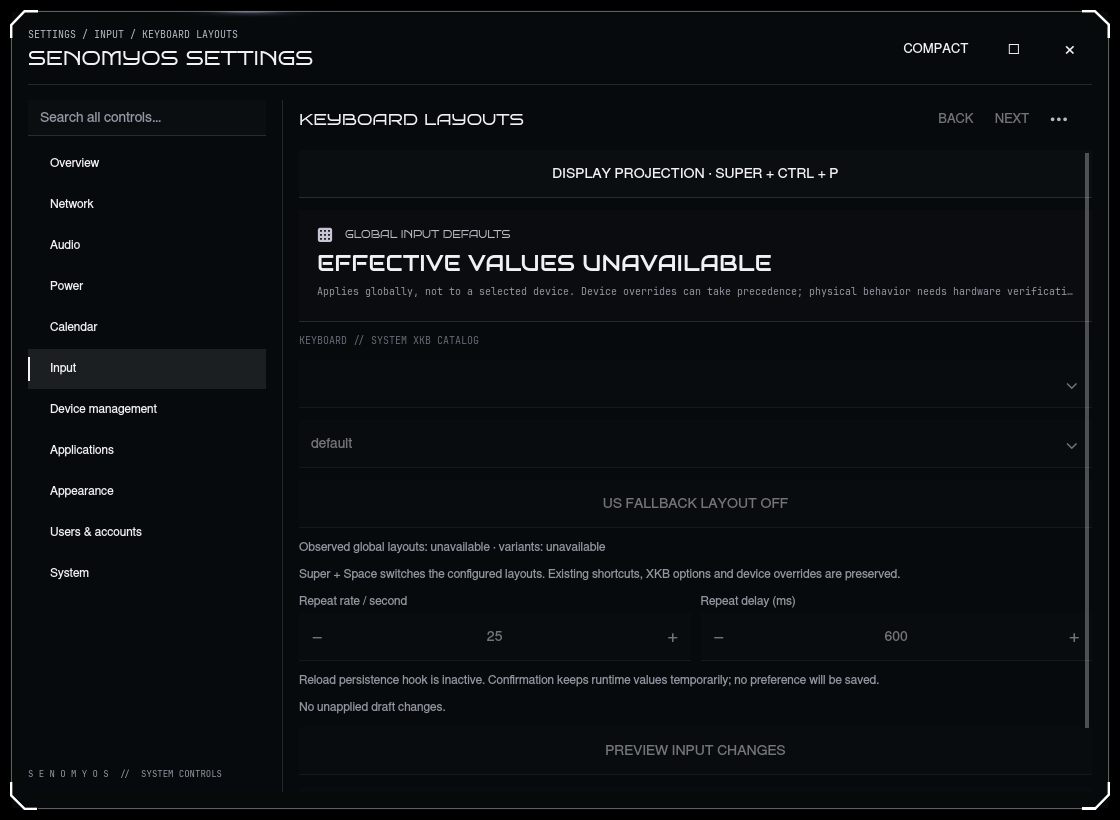 SETTINGS / INPUT / KEYBOARD LAYOUTS
SENOMYOS SETTINGS
COMPACT
Search all controls...
Overview
Network
Audio
Power
Calendar
Input
Device management
Applications
Appearance
Users & accounts
System
SENOMYOS // SYSTEM CONTROLS
KEYBOARD LAYOUTS
BACK
NEXT
DISPLAY PROJECTION · SUPER + CTRL + P
GLOBAL INPUT DEFAULTS
EFFECTIVE VALUES UNAVAILABLE
Applies globally, not to a selected device. Device overrides can take precedence; physical behavior needs hardware verificati…
KEYBOARD // SYSTEM XKB CATALOG
default
US FALLBACK LAYOUT OFF
Observed global layouts: unavailable · variants: unavailable
Super + Space switches the configured layouts. Existing shortcuts, XKB options and device overrides are preserved.
Repeat rate / second
Repeat delay (ms)
− 25 +
− 600 +
Reload persistence hook is inactive. Confirmation keeps runtime values temporarily; no preference will be saved.
No unapplied draft changes.
PREVIEW INPUT CHANGES